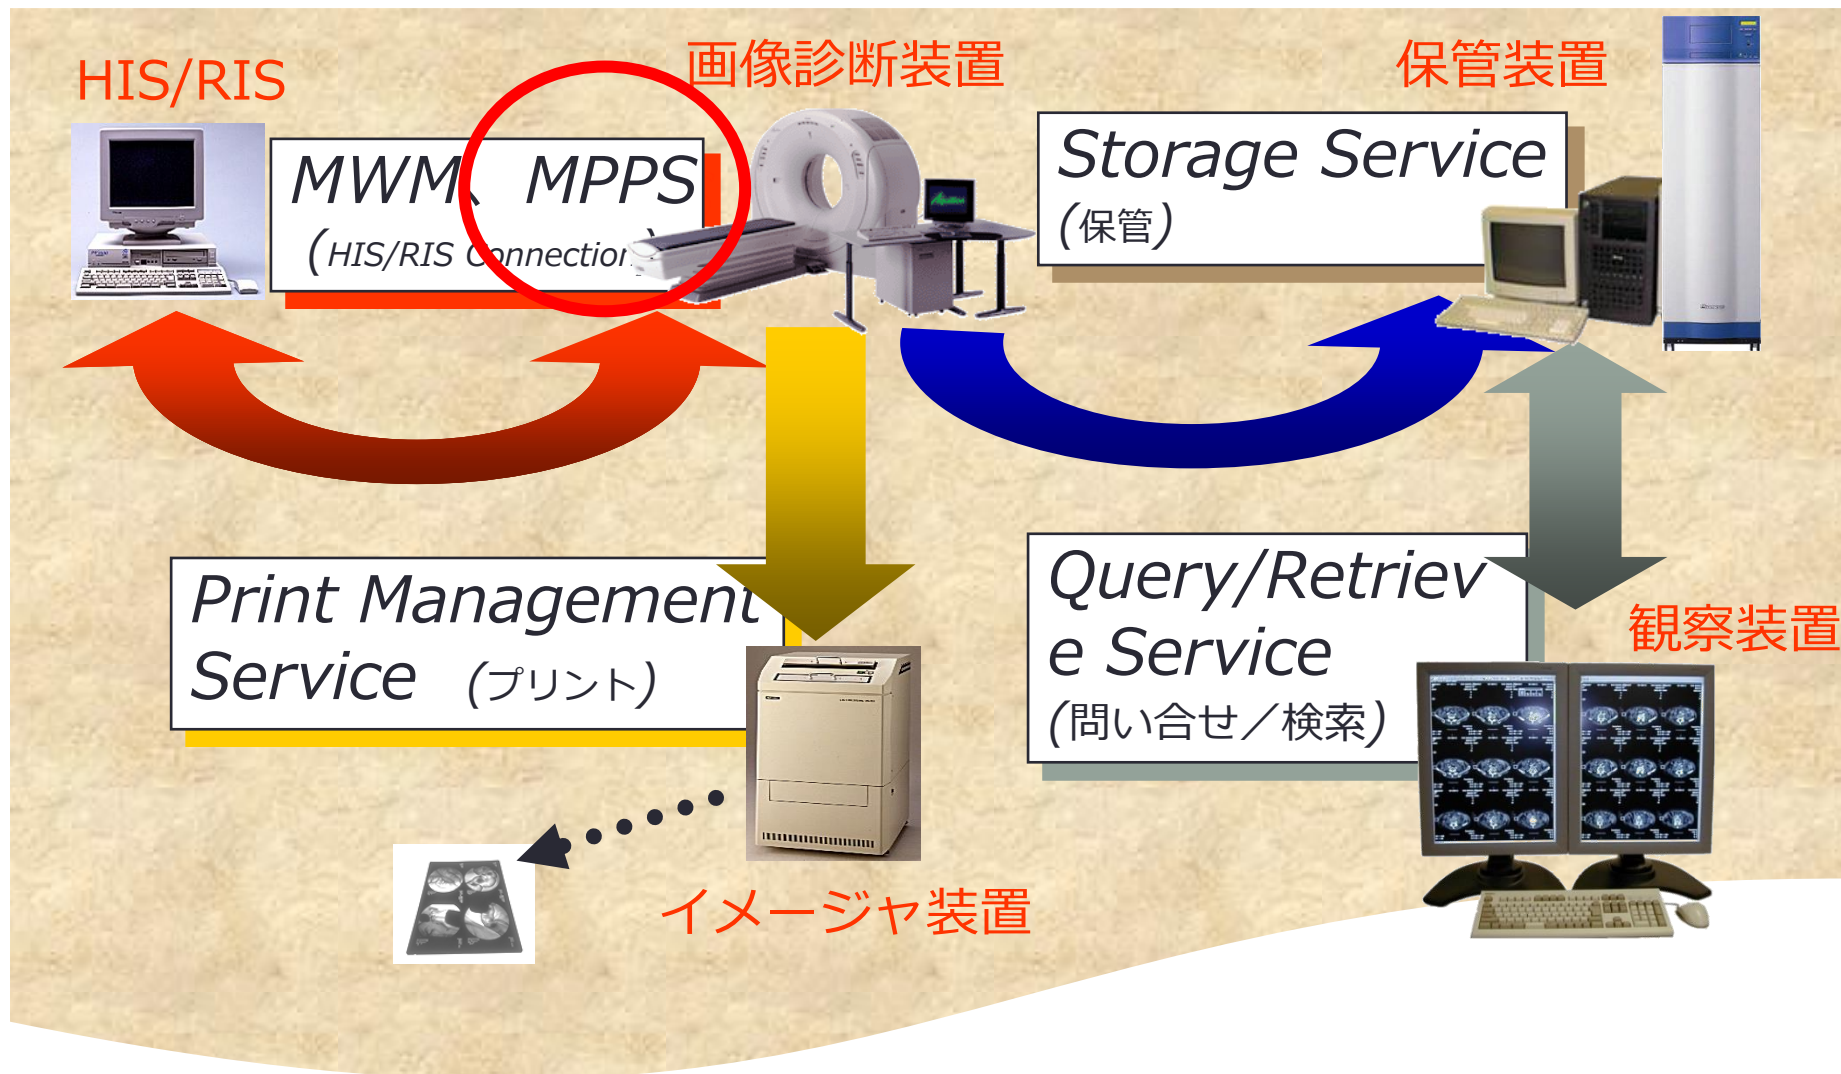 HIS/RIS
画像診断装置
保管装置
MWM、MPPS
(HIS/RIS Connection)
Storage Service
(保管)
Print Management
Service (プリント)
Query/Retriev
e Service
(問い合せ／検索)
観察装置
イメージャ装置